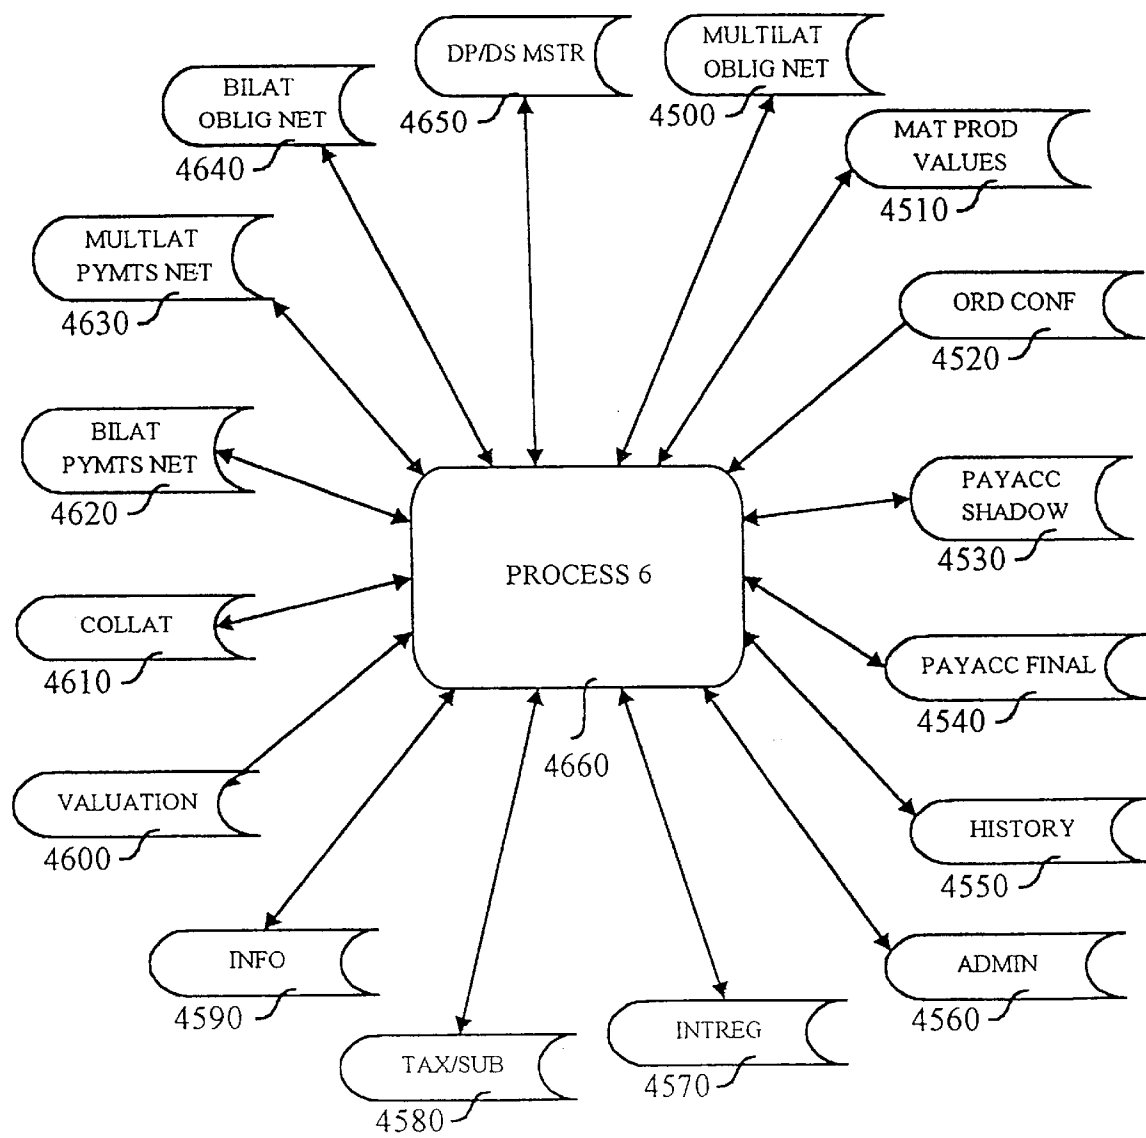 DP/DS MSTR
4650
MULTILAT
OBLIG NET
4500
BILAT
OBLIG NET
4640
MAT PROD
VALUES
4510
MULTLAT
PYMTS NET
4630
ORD CONF
4520
BILAT
PYMTS NET
4620
PAYACC
SHADOW
4530
PROCESS 6
4660
COLLAT
4610
PAYACC FINAL
4540
VALUATION
4600
HISTORY
4550
INFO
4590
ADMIN
4560
TAX/SUB
4580
INTREG
4570